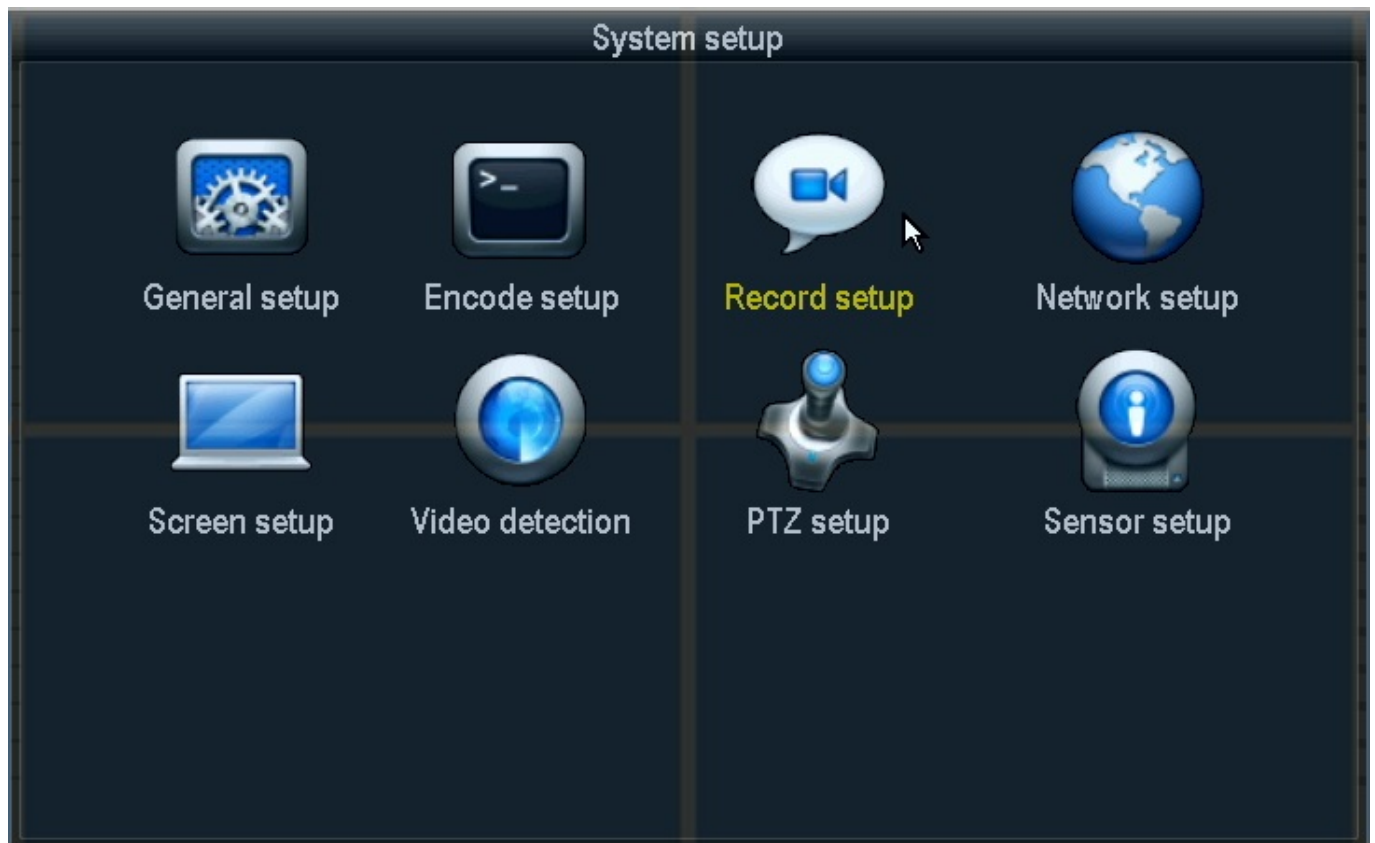 System setup
>_
General setup Encode setup Record setup Network setup
Screen setup Video detection PTZ setup Sensor setup